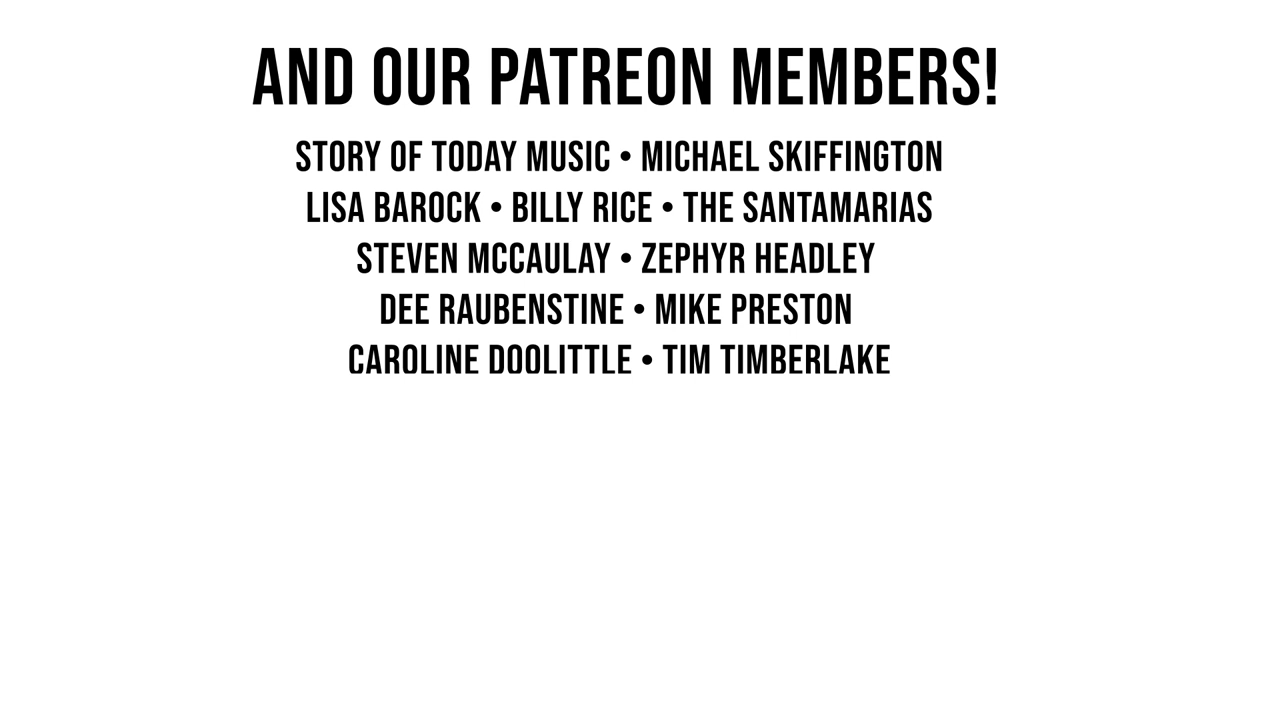 AND OUR PATREON MEMBERS!
STORY OF TODAY MUSIC • MICHAEL SKIFFINGTON
LISA BAROCK • BILLY RICE • THE SANTAMARIAS
STEVEN MCCAULAY • ZEPHYR HEADLEY
DEE RAUBENSTINE • MIKE PRESTON
CAROLINE DOOLITTLE • TIM TIMBERLAKE